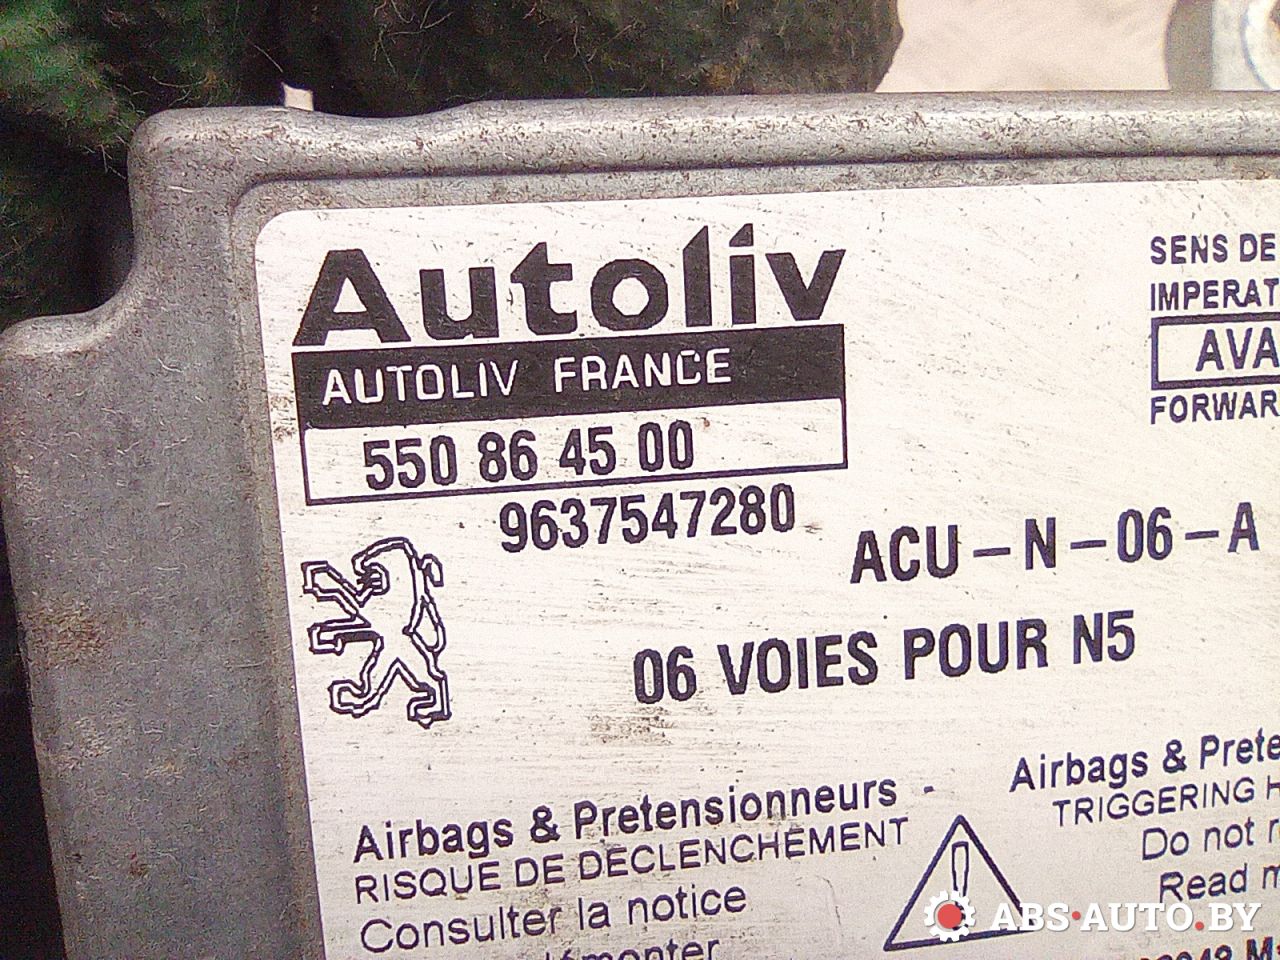 Autoliv
AUTOLIV FRANCE
550 86 45 00
9637547280
SENS DE
IMPERAT
AVA
FORWAR
ACU-N-06-A
06 VOIES POUR N5
Airbags & Pretensionneurs -
RISQUE DE DECLENCHEMENT
Consulter la notice
Airbags & Prete
TRIGGERING H
Do not r
Read m
ABS-AUTO.BY